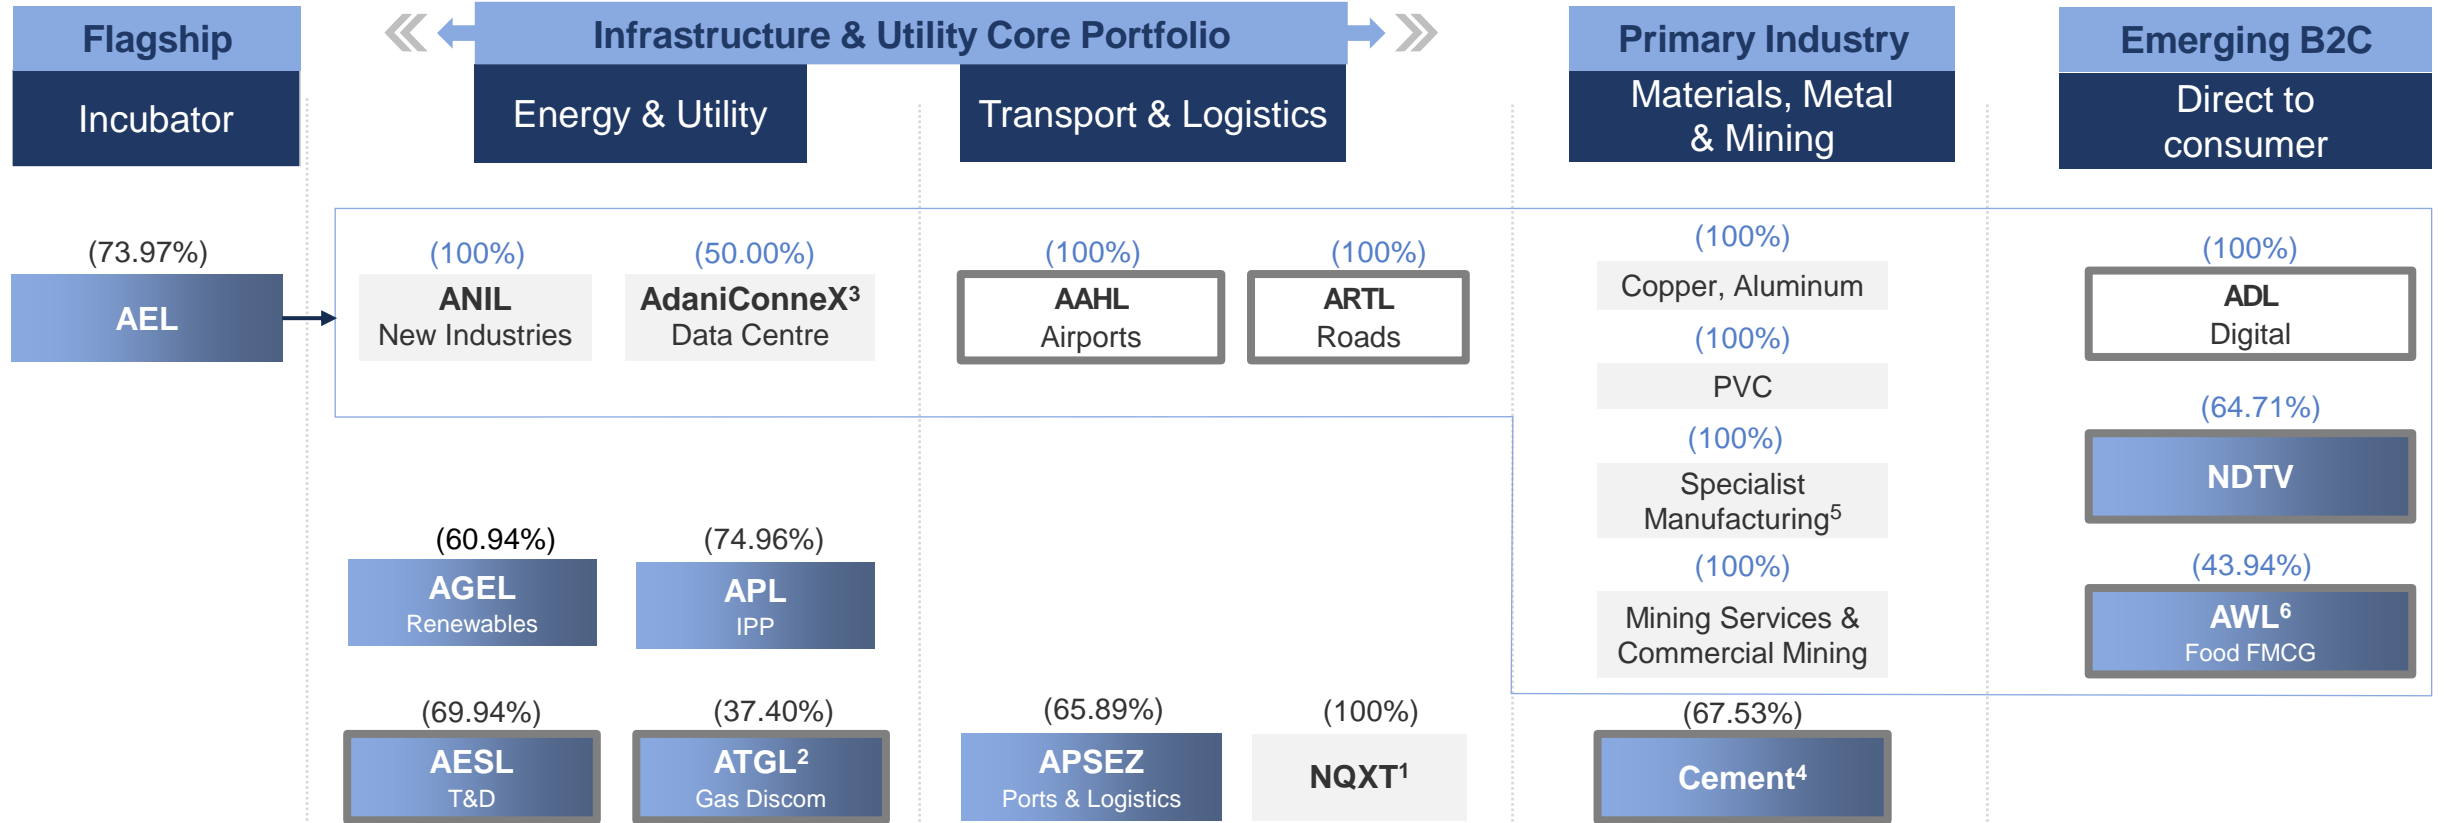 Flagship
Infrastructure & Utility Core Portfolio
Primary Industry
Emerging B2C
Incubator
Energy & Utility
Transport & Logistics
Materials, Metal
& Mining
Direct to
consumer
(73.97%)
AEL
(100%)
ANIL
New Industries
(50.00%)
AdaniConneX³
Data Centre
(100%)
AAHL
Airports
(100%)
ARTL
Roads
(100%)
Copper, Aluminum
(100%)
PVC
(100%)
Specialist
Manufacturing⁵
(100%)
Mining Services &
Commercial Mining
(100%)
ADL
Digital
(64.71%)
NDTV
(43.94%)
AWL⁶
Food FMCG
(60.94%)
AGEL
Renewables
(74.96%)
APL
IPP
(69.94%)
AESL
T&D
(37.40%)
ATGL²
Gas Discom
(65.89%)
APSEZ
Ports & Logistics
(100%)
NQXT¹
(67.53%)
Cement⁴